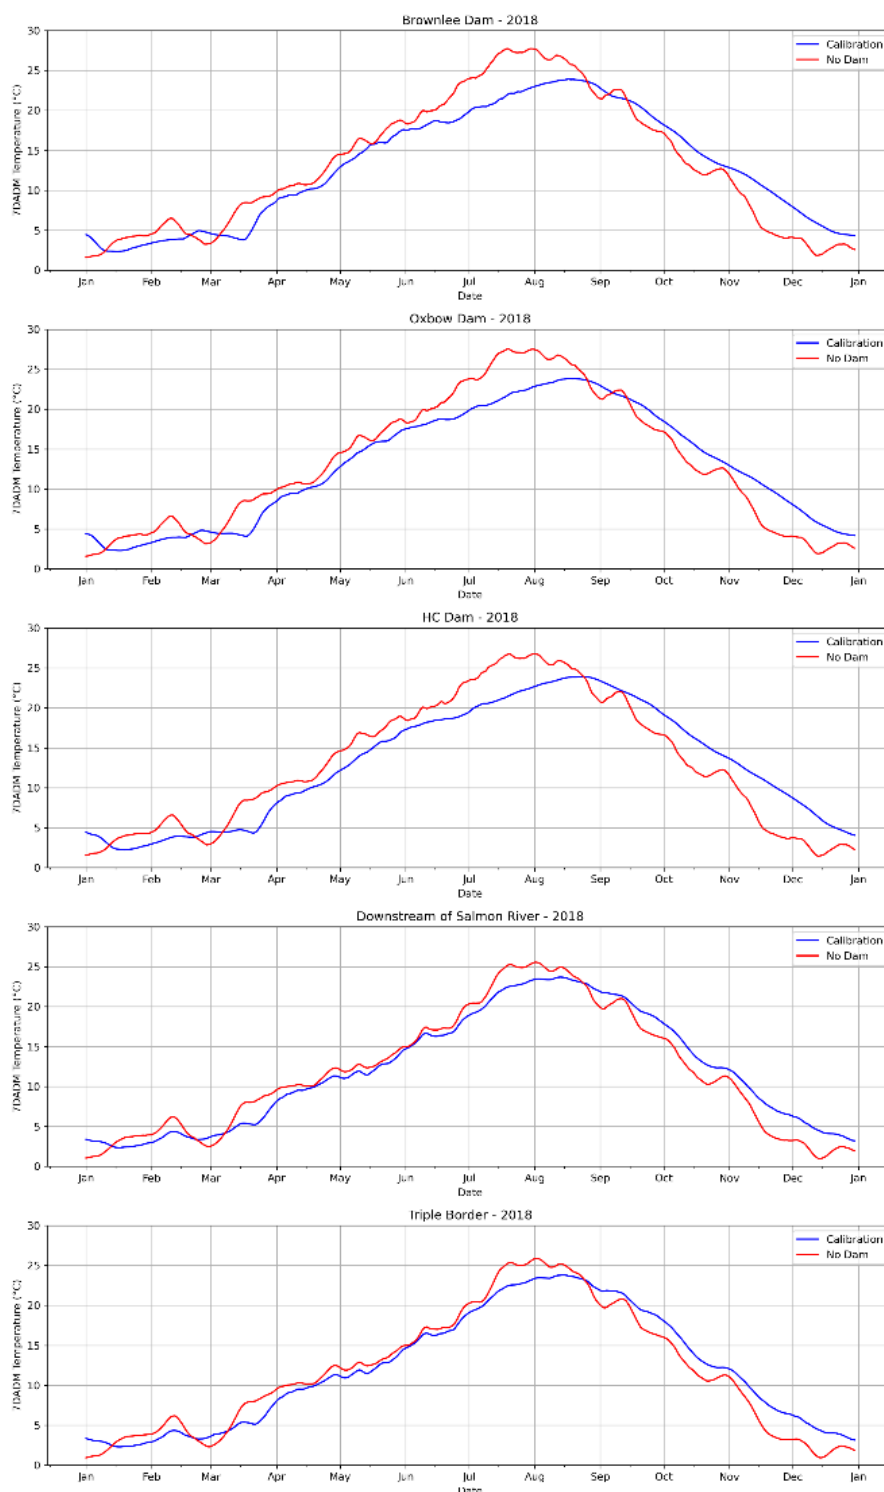 Brownlee Dam - 2018
30
25
20
15
10
5
0
7DADM Temperature (°C)
Calibration
No Dam
Jan Feb Mar Apr May Jun Jul Aug Sep Oct Nov Dec Jan
Date
Oxbow Dam - 2018
30
25
20
15
10
5
0
7DADM Temperature (°C)
Calibration
No Dam
Jan Feb Mar Apr May Jun Jul Aug Sep Oct Nov Dec Jan
Date
HC Dam - 2018
30
25
20
15
10
5
0
7DADM Temperature (°C)
Calibration
No Dam
Jan Feb Mar Apr May Jun Jul Aug Sep Oct Nov Dec Jan
Date
Downstream of Salmon River - 2018
30
25
20
15
10
5
0
7DADM Temperature (°C)
Calibration
No Dam
Jan Feb Mar Apr May Jun Jul Aug Sep Oct Nov Dec Jan
Date
Triple Border - 2018
30
25
20
15
10
5
0
7DADM Temperature (°C)
Calibration
No Dam
Jan Feb Mar Apr May Jun Jul Aug Sep Oct Nov Dec Jan
Date